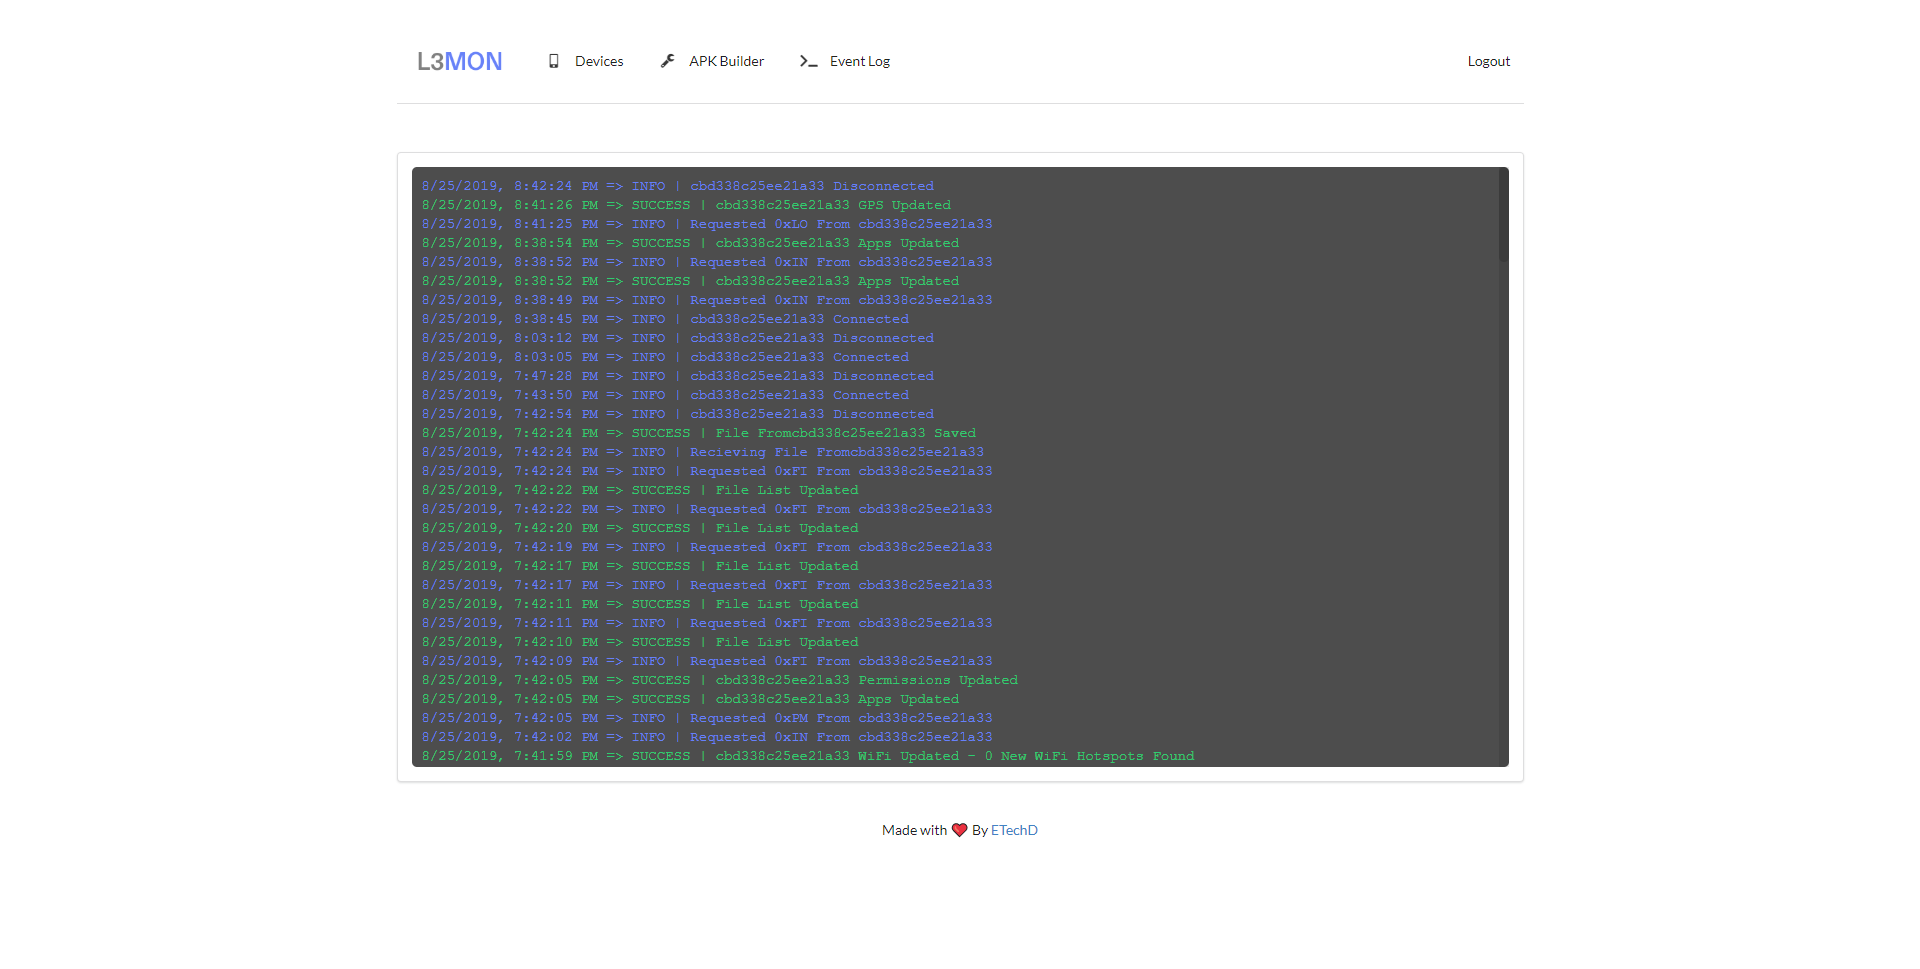 L3MON Devices APK Builder Event Log Logout
8/25/2019, 8:42:24 PM => INFO | cbd338c25ee21a33 Disconnected
8/25/2019, 8:41:26 PM => SUCCESS | cbd338c25ee21a33 GPS Updated
8/25/2019, 8:41:25 PM => INFO | Requested 0xLO From cbd338c25ee21a33
8/25/2019, 8:38:54 PM => SUCCESS | cbd338c25ee21a33 Apps Updated
8/25/2019, 8:38:52 PM => INFO | Requested 0xIN From cbd338c25ee21a33
8/25/2019, 8:38:52 PM => SUCCESS | cbd338c25ee21a33 Apps Updated
8/25/2019, 8:38:49 PM => INFO | Requested 0xIN From cbd338c25ee21a33
8/25/2019, 8:38:45 PM => INFO | cbd338c25ee21a33 Connected
8/25/2019, 8:03:12 PM => INFO | cbd338c25ee21a33 Disconnected
8/25/2019, 8:03:05 PM => INFO | cbd338c25ee21a33 Connected
8/25/2019, 7:47:28 PM => INFO | cbd338c25ee21a33 Disconnected
8/25/2019, 7:43:50 PM => INFO | cbd338c25ee21a33 Connected
8/25/2019, 7:42:54 PM => INFO | cbd338c25ee21a33 Disconnected
8/25/2019, 7:42:24 PM => SUCCESS | File Fromcbd338c25ee21a33 Saved
8/25/2019, 7:42:24 PM => INFO | Recieving File Fromcbd338c25ee21a33
8/25/2019, 7:42:24 PM => INFO | Requested 0xFI From cbd338c25ee21a33
8/25/2019, 7:42:22 PM => SUCCESS | File List Updated
8/25/2019, 7:42:22 PM => INFO | Requested 0xFI From cbd338c25ee21a33
8/25/2019, 7:42:20 PM => SUCCESS | File List Updated
8/25/2019, 7:42:19 PM => INFO | Requested 0xFI From cbd338c25ee21a33
8/25/2019, 7:42:17 PM => SUCCESS | File List Updated
8/25/2019, 7:42:17 PM => INFO | Requested 0xFI From cbd338c25ee21a33
8/25/2019, 7:42:11 PM => SUCCESS | File List Updated
8/25/2019, 7:42:11 PM => INFO | Requested 0xFI From cbd338c25ee21a33
8/25/2019, 7:42:10 PM => SUCCESS | File List Updated
8/25/2019, 7:42:09 PM => INFO | Requested 0xFI From cbd338c25ee21a33
8/25/2019, 7:42:05 PM => SUCCESS | cbd338c25ee21a33 Permissions Updated
8/25/2019, 7:42:05 PM => SUCCESS | cbd338c25ee21a33 Apps Updated
8/25/2019, 7:42:05 PM => INFO | Requested 0xPM From cbd338c25ee21a33
8/25/2019, 7:42:02 PM => INFO | Requested 0xIN From cbd338c25ee21a33
8/25/2019, 7:41:59 PM => SUCCESS | cbd338c25ee21a33 WiFi Updated - 0 New WiFi Hotspots Found
Made with ❤️ By ETechD